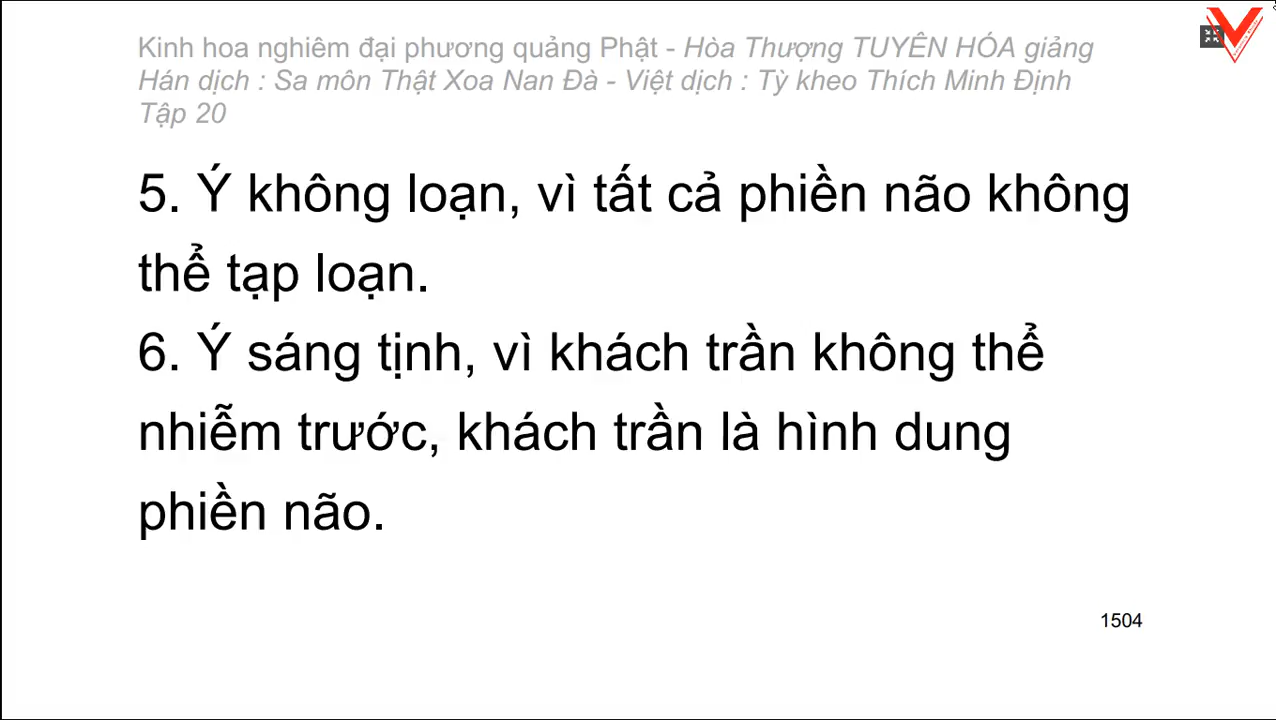 Kinh hoa nghiêm đại phương quảng Phật - Hòa Thượng TUYÊN HÓA giảng
Hán dịch : Sa môn Thật Xoa Nan Đà - Việt dịch : Tỳ kheo Thích Minh Định
Tập 20
5. Ý không loạn, vì tất cả phiền não không
thể tạp loạn.
6. Ý sáng tịnh, vì khách trần không thể
nhiễm trước, khách trần là hình dung
phiền não.
1504